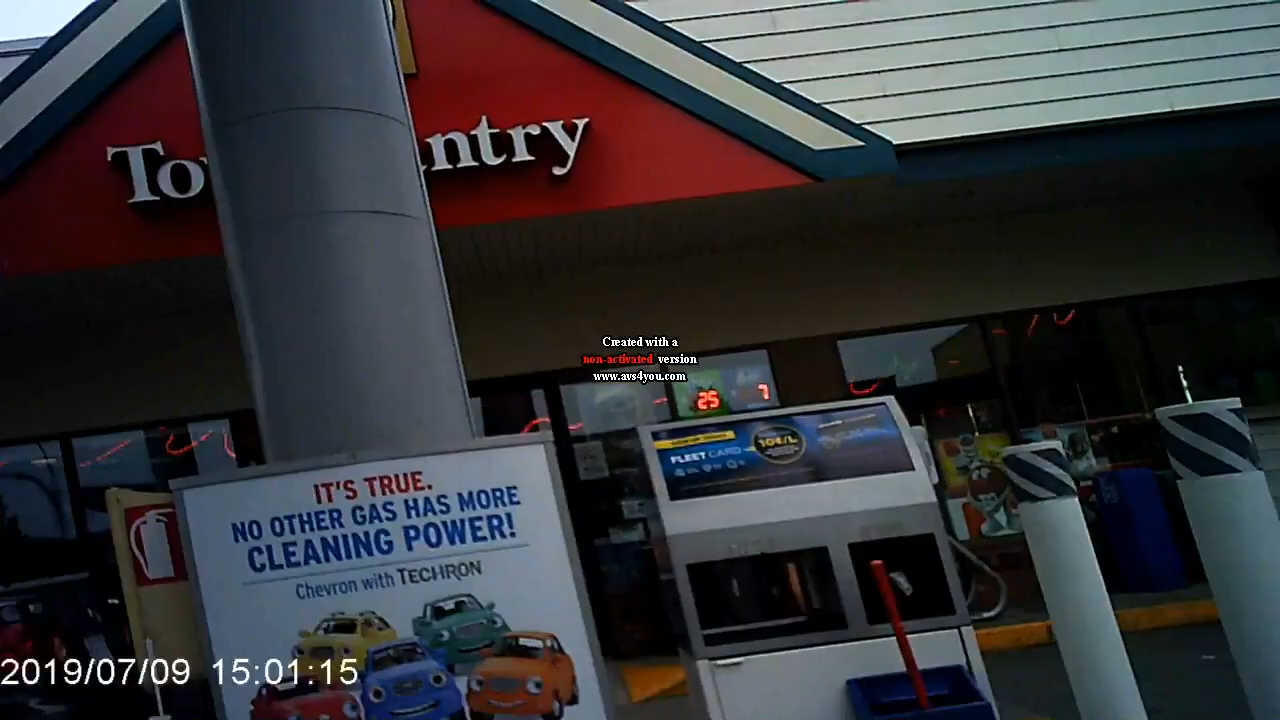 To
ntry
Created with a
non-activated version
www.avs4you.com
25
7
10¢/L
FLEET CARD
IT'S TRUE.
NO OTHER GAS HAS MORE
CLEANING POWER!
Chevron with TECHRON
2019/07/09 15:01:15